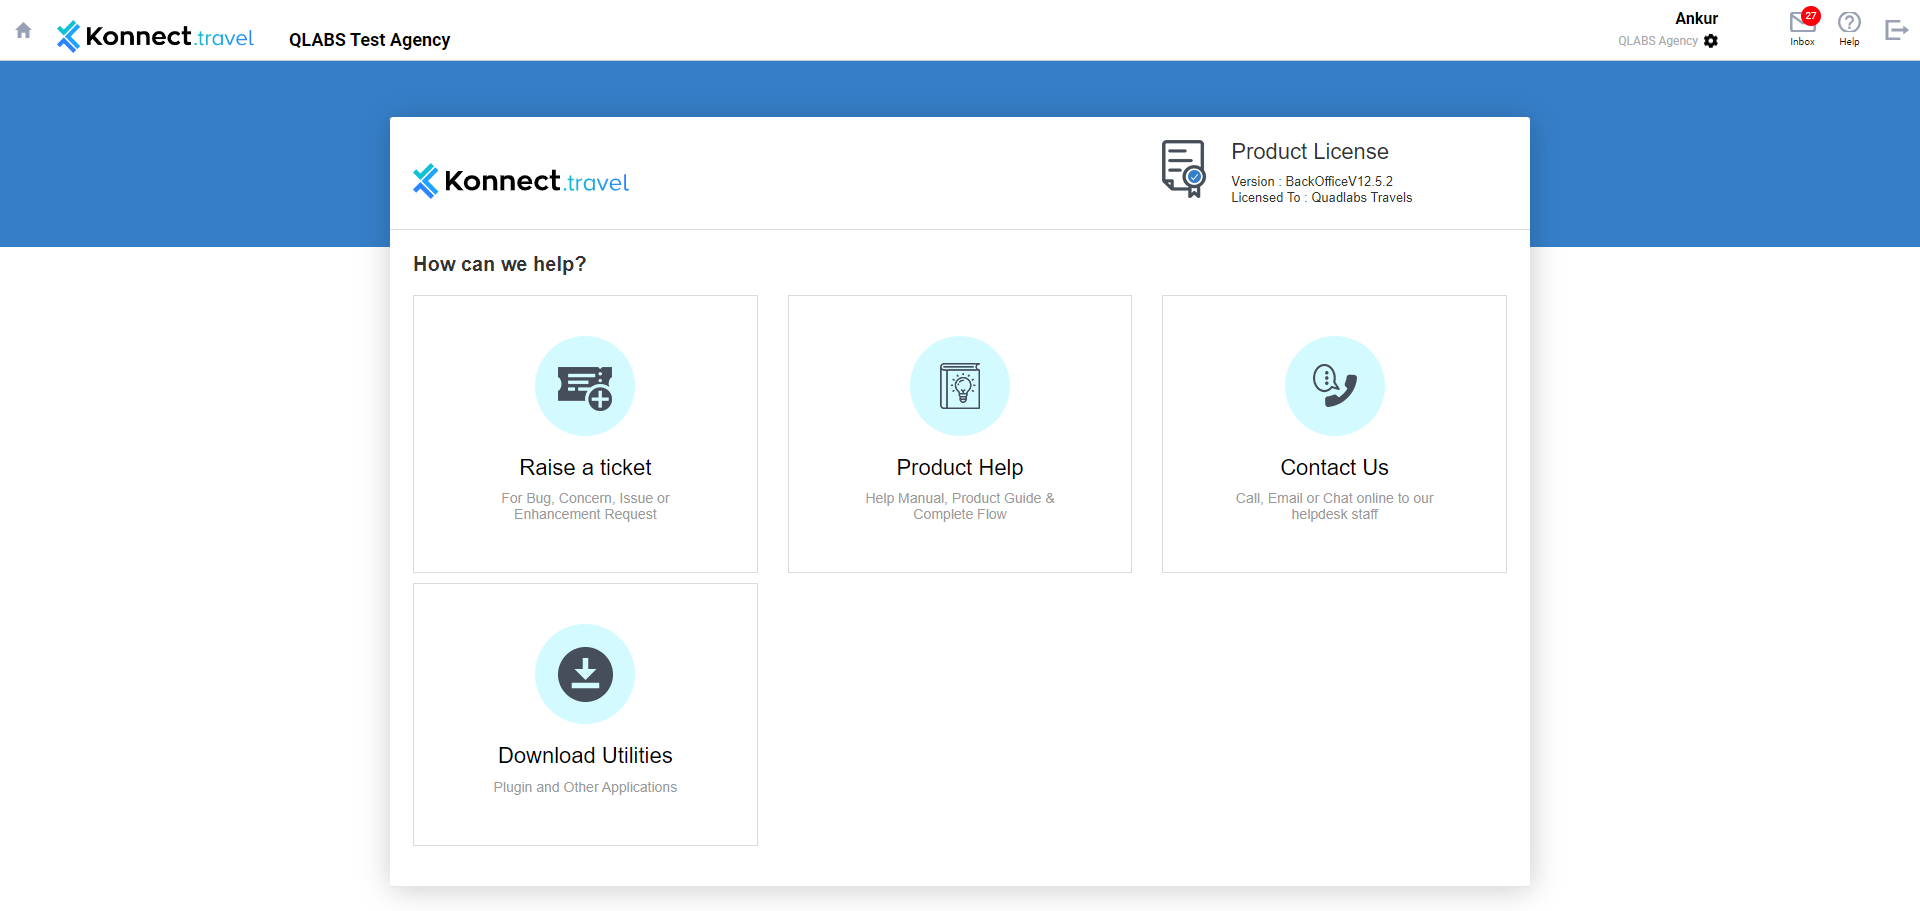 Konnect.travel
QLABS Test Agency
Ankur
QLABS Agency
27
Inbox
Help
Konnect.travel
Product License
Version : BackOfficeV12.5.2
Licensed To : Quadlabs Travels
How can we help?
Raise a ticket
For Bug, Concern, Issue or
Enhancement Request
Product Help
Help Manual, Product Guide &
Complete Flow
Contact Us
Call, Email or Chat online to our
helpdesk staff
Download Utilities
Plugin and Other Applications